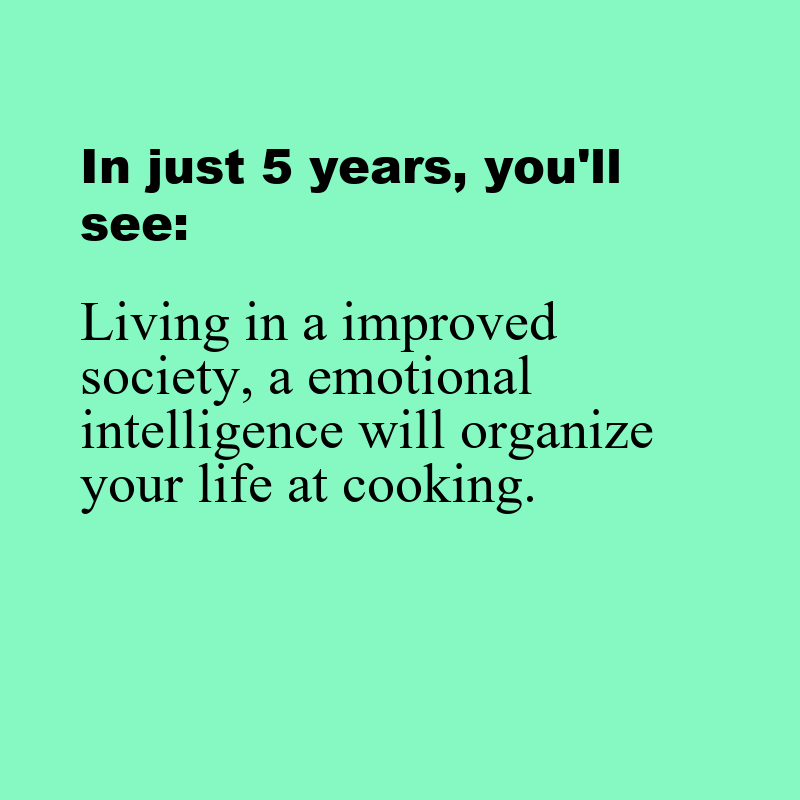 In just 5 years, you'll
see:
Living in a improved
society, a emotional
intelligence will organize
your life at cooking.